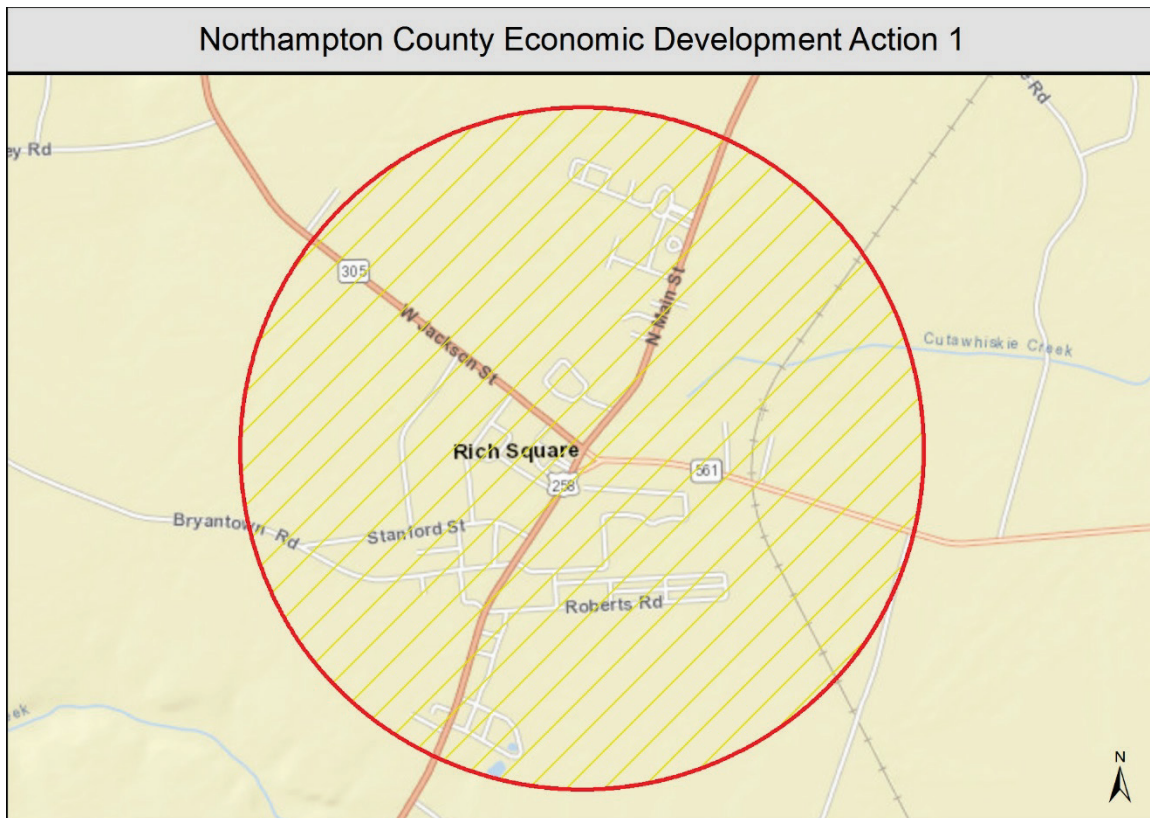 Northampton County Economic Development Action 1
ey Rd
e Rd
305
W Jackson St
N Main St
Cutawhiskie Creek
Rich Square
258
561
Bryantown Rd
Stanford St
Roberts Rd
eek
N